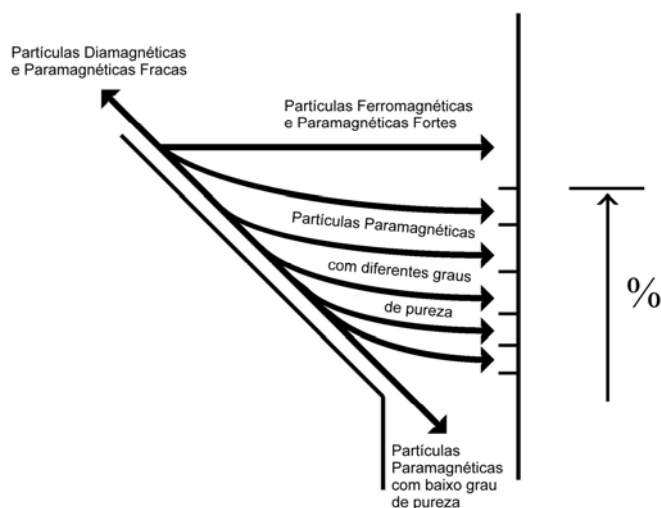 Partículas Diamagnéticas
e Paramagnéticas Fracas
Partículas Ferromagnéticas
e Paramagnéticas Fortes
Partículas Paramagnéticas
com diferentes graus
de pureza
%
Partículas
Paramagnéticas
com baixo grau
de pureza